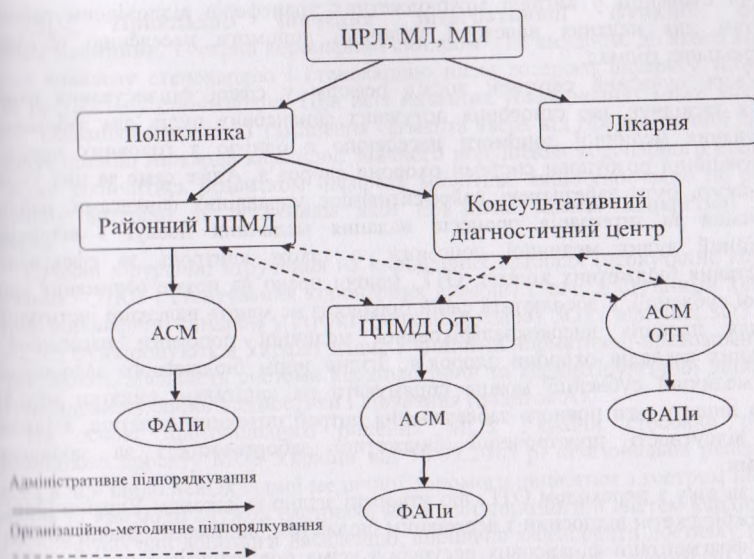 ЦРЛ, МЛ, МП
Поліклініка
Лікарня
Районний ЦПМД
Консультативний
діагностичний центр
АСМ
ЦПМД ОТГ
АСМ
ОТГ
ФАПи
АСМ
ФАПи
ФАПи
Адміністративне підпорядкування
Організаційно-методичне підпорядкування